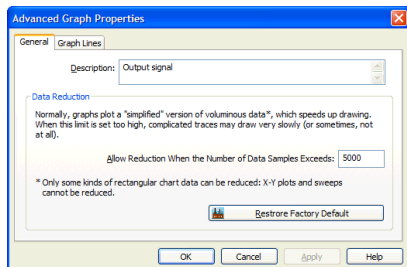 Advanced Graph Properties
General
Graph Lines
Description:
Output signal
Data Reduction
Normally, graphs plot a "simplified" version of voluminous data*, which speeds up drawing.
When this limit is set too high, complicated traces may draw very slowly (or sometimes, not
at all).
Allow Reduction When the Number of Data Samples Exceeds:
5000
* Only some kinds of rectangular chart data can be reduced: X-Y plots and sweeps
cannot be reduced.
Restrore Factory Default
OK
Cancel
Apply
Help